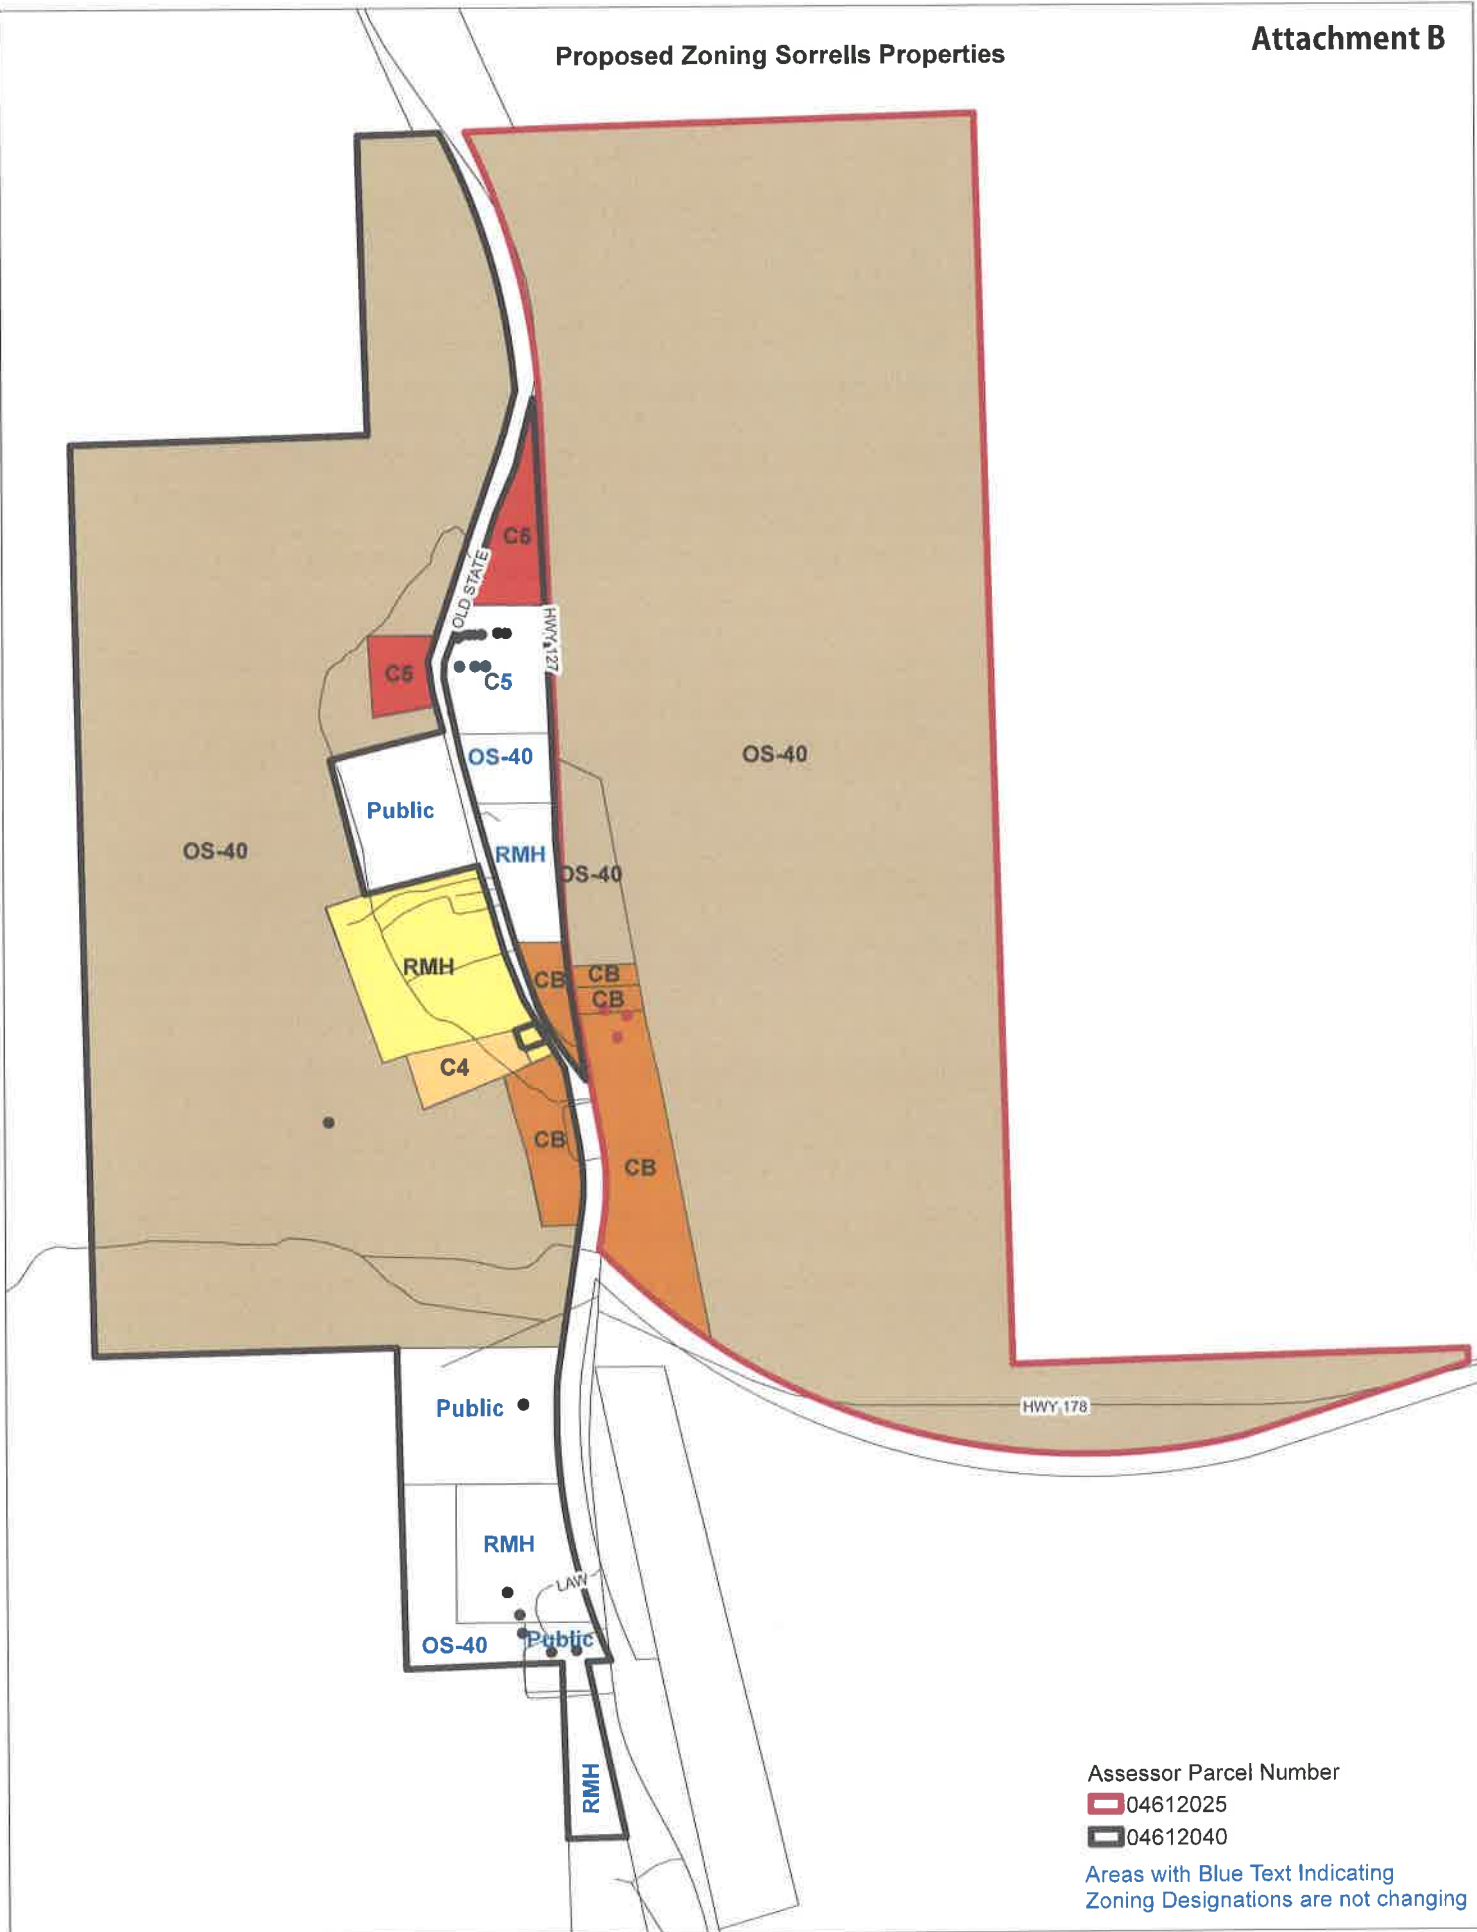 Attachment B
Proposed Zoning Sorrells Properties
C5
OLD STATE
HWY 127
C5
C5
OS-40
OS-40
Public
OS-40
RMH
OS-40
RMH
CB
CB
CB
C4
CB
CB
HWY 178
Public
RMH
LAW
OS-40
Public
RMH
Assessor Parcel Number
04612025
04612040
Areas with Blue Text Indicating
Zoning Designations are not changing